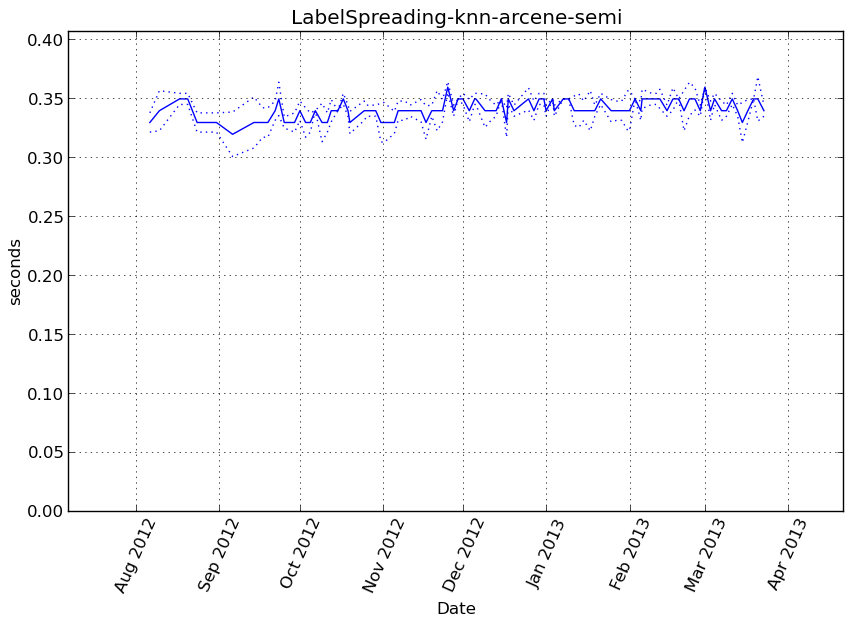 LabelSpreading-knn-arcene-semi
0.40
0.35
0.30
0.25
0.20
0.15
0.10
0.05
0.00
seconds
Aug 2012
Sep 2012
Oct 2012
Nov 2012
Dec 2012
Jan 2013
Feb 2013
Mar 2013
Apr 2013
Date